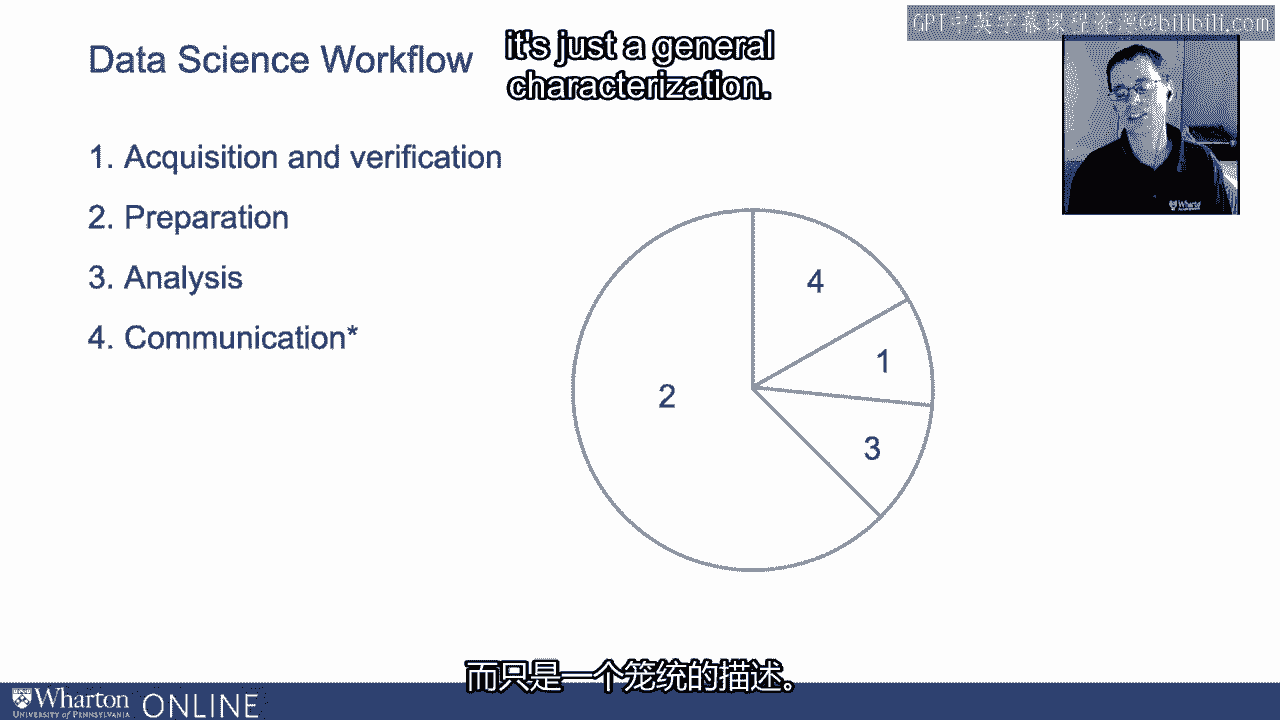 GPT中英字幕课程资源@bilibili.com
it's just a general
characterization.
Data Science Workflow
1. Acquisition and verification
2. Preparation
3. Analysis
4. Communication*
4
1
2
3
Wharton
而只是一个笼统的描述。
Wharton ONLINE
UNIVERSITY of PENNSYLVANIA